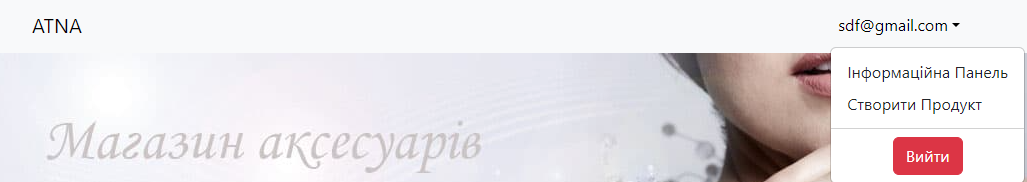 ATNA
sdf@gmail.com
Інформаційна Панель
Створити Продукт
Магазин аксесуарів
Вийти